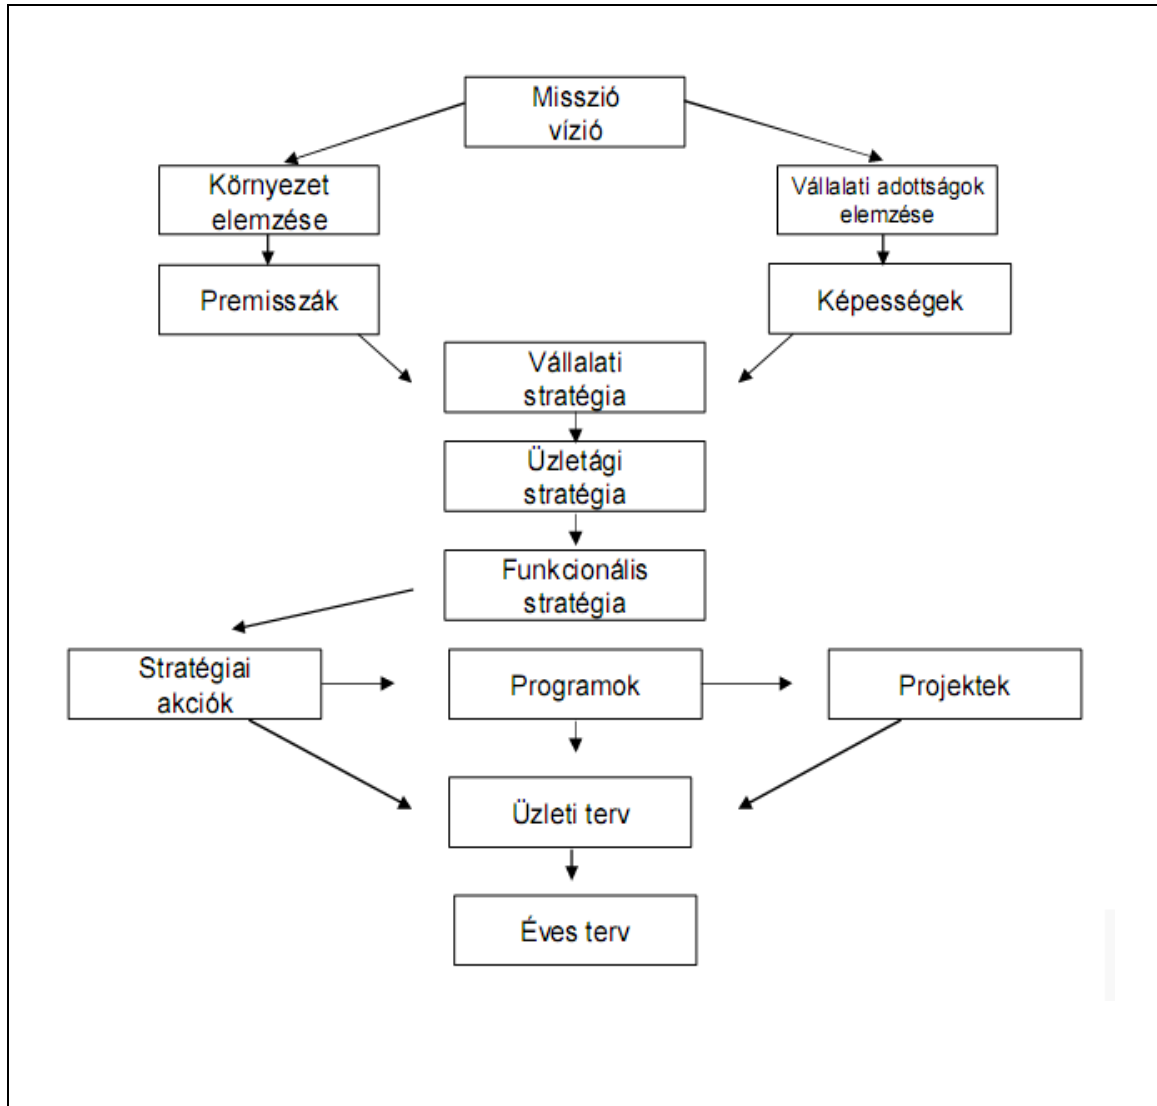 Misszió
vízió
Környezet
elemzése
Vállalati adottságok
elemzése
Premisszák
Képességek
Vállalati
stratégia
Üzletági
stratégia
Funkcionális
stratégia
Stratégiai
akciók
Programok
Projektek
Üzleti terv
Éves terv